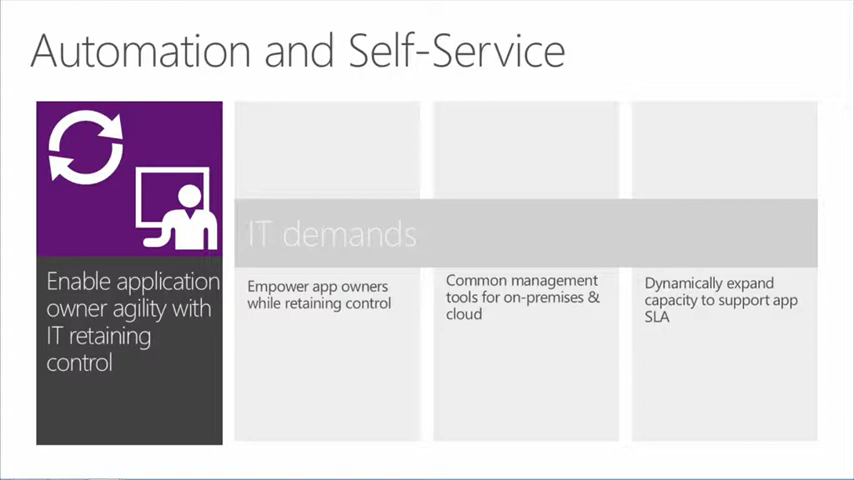 Automation and Self-Service
Enable application
owner agility with
IT retaining
control
IT demands
Empower app owners
while retaining control
Common management
tools for on-premises &
cloud
Dynamically expand
capacity to support app
SLA